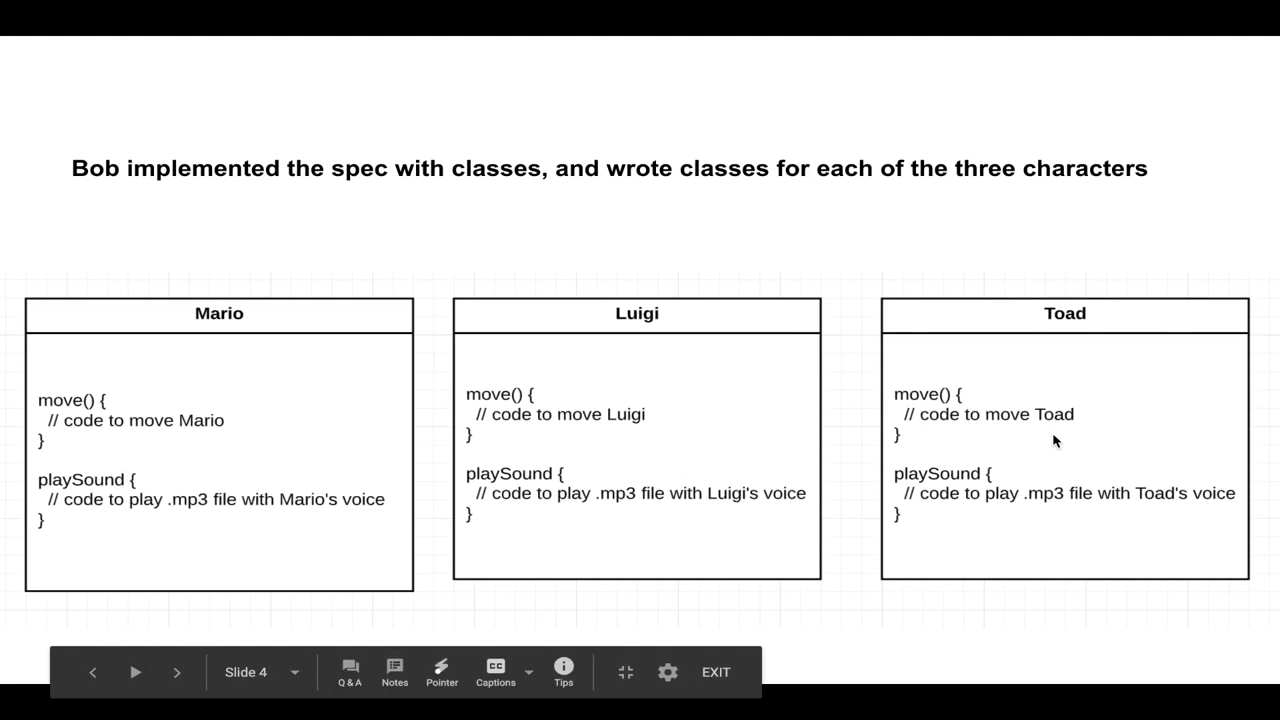 Bob implemented the spec with classes, and wrote classes for each of the three characters
Mario
move() {
// code to move Mario
}
playSound {
// code to play .mp3 file with Mario's voice
}
Luigi
move() {
// code to move Luigi
}
playSound {
// code to play .mp3 file with Luigi's voice
}
Toad
move() {
// code to move Toad
}
playSound {
// code to play .mp3 file with Toad's voice
}
Slide 4
Q & A
Notes
Pointer
CC
Captions
Tips
EXIT